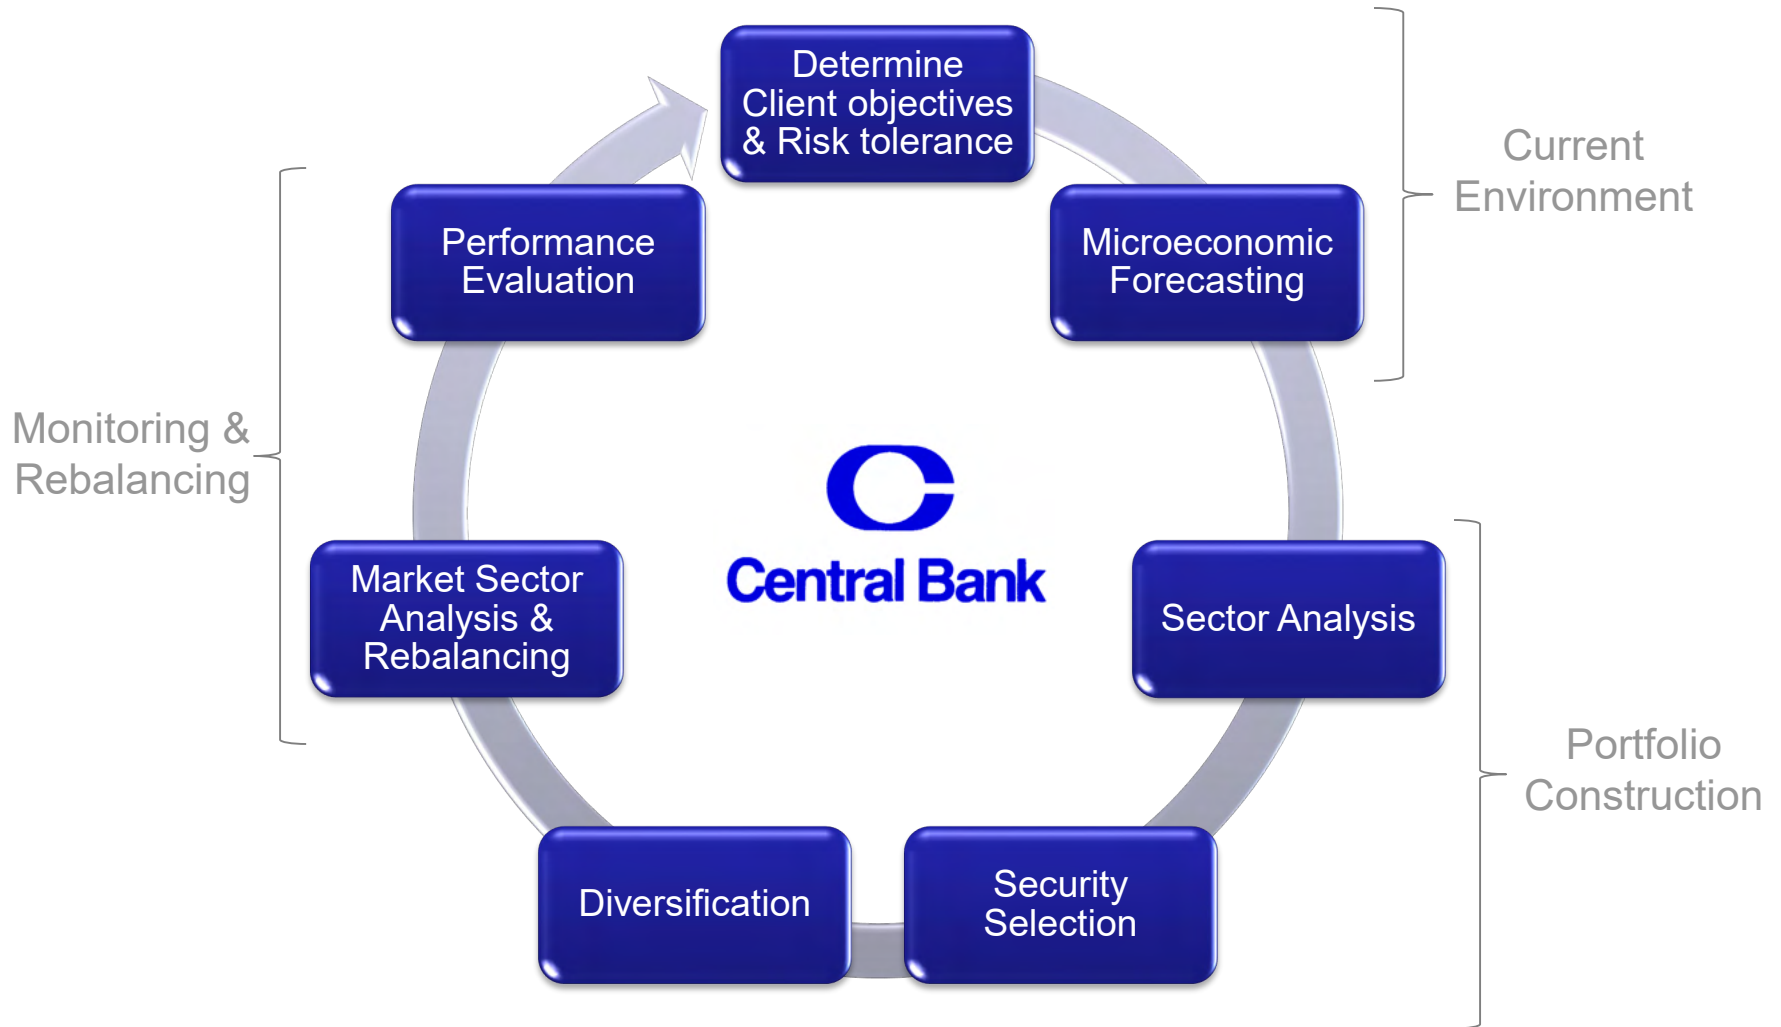 Determine
Client objectives
& Risk tolerance
Current
Environment
Microeconomic
Forecasting
Sector Analysis
Portfolio
Construction
Security
Selection
Diversification
Market Sector
Analysis &
Rebalancing
Monitoring &
Rebalancing
Performance
Evaluation
Central Bank